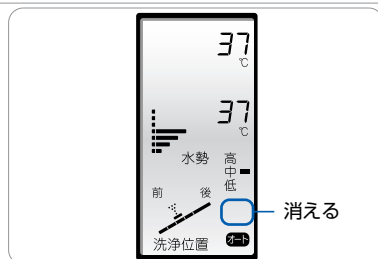 37
℃
37
℃
水勢
高
中
低
前
後
消える
洗浄位置
オート